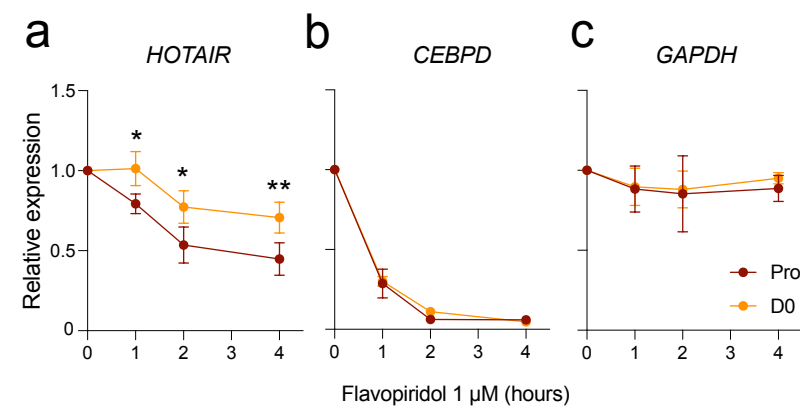 a
b
c
HOTAIR
CEBPD
GAPDH
Relative expression
1.5
1.0
0.5
0
*
*
**
Pro
D0
0 1 2 3 4
0 1 2 3 4
0 1 2 3 4
Flavopiridol 1 µM (hours)